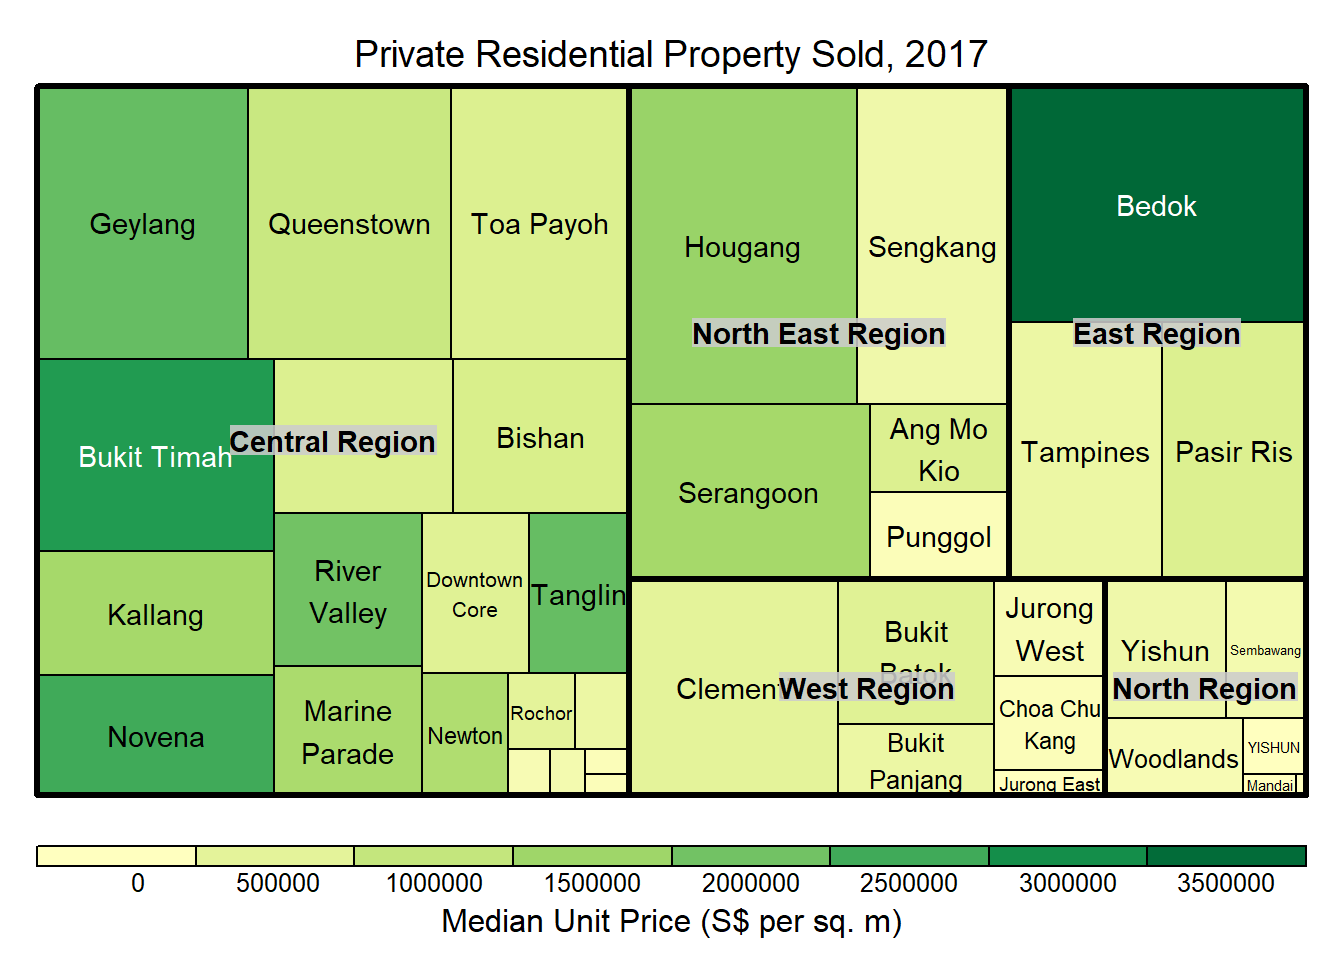 Private Residential Property Sold, 2017
Geylang
Queenstown
Toa Payoh
Hougang
Sengkang
Bedok
North East Region
East Region
Bukit Timah
Central Region
Bishan
Serangoon
Ang Mo
Kio
Punggol
Tampines
Pasir Ris
Kallang
River
Valley
Downtown
Core
Tanglin
Novena
Marine
Parade
Newton
Rochor
Clement
West Region
Bukit
Batok
Bukit
Panjang
Jurong
West
Choa Chu
Kang
Jurong East
Yishun
Sembawang
North Region
Woodlands
YISHUN
Mandai
0
500000
1000000
1500000
2000000
2500000
3000000
3500000
Median Unit Price (S$ per sq. m)